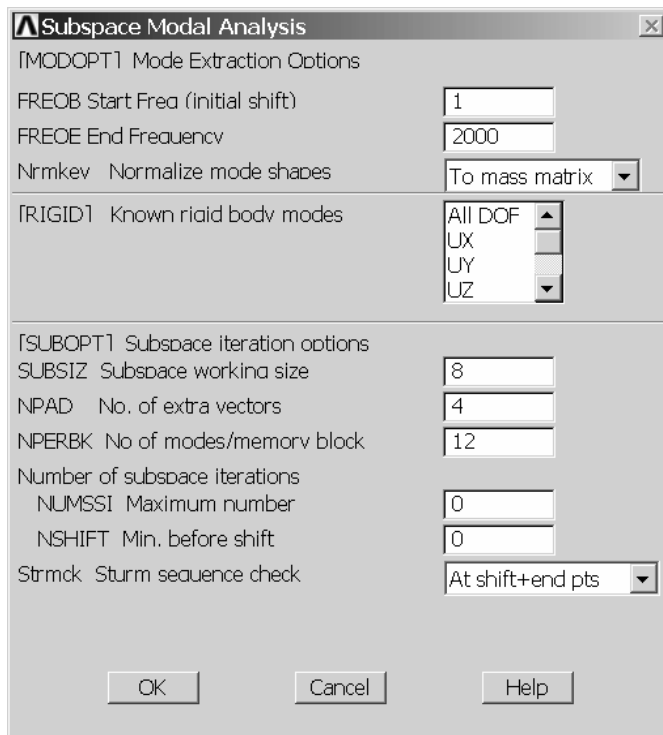 Subspace Modal Analysis
[MODOPT] Mode Extraction Options
FREQB Start Freq (initial shift) 1
FREQE End Frequency 2000
Nrmkey Normalize mode shapes To mass matrix
[RIGID] Known rigid body modes All DOF
UX
UY
UZ
[SUBOPT] Subspace iteration options
SUBSIZ Subspace working size 8
NPAD No. of extra vectors 4
NPERBK No of modes/memory block 12
Number of subspace iterations
NUMSSI Maximum number 0
NSHIFT Min. before shift 0
Strmck Sturm sequence check At shift+end pts
OK Cancel Help